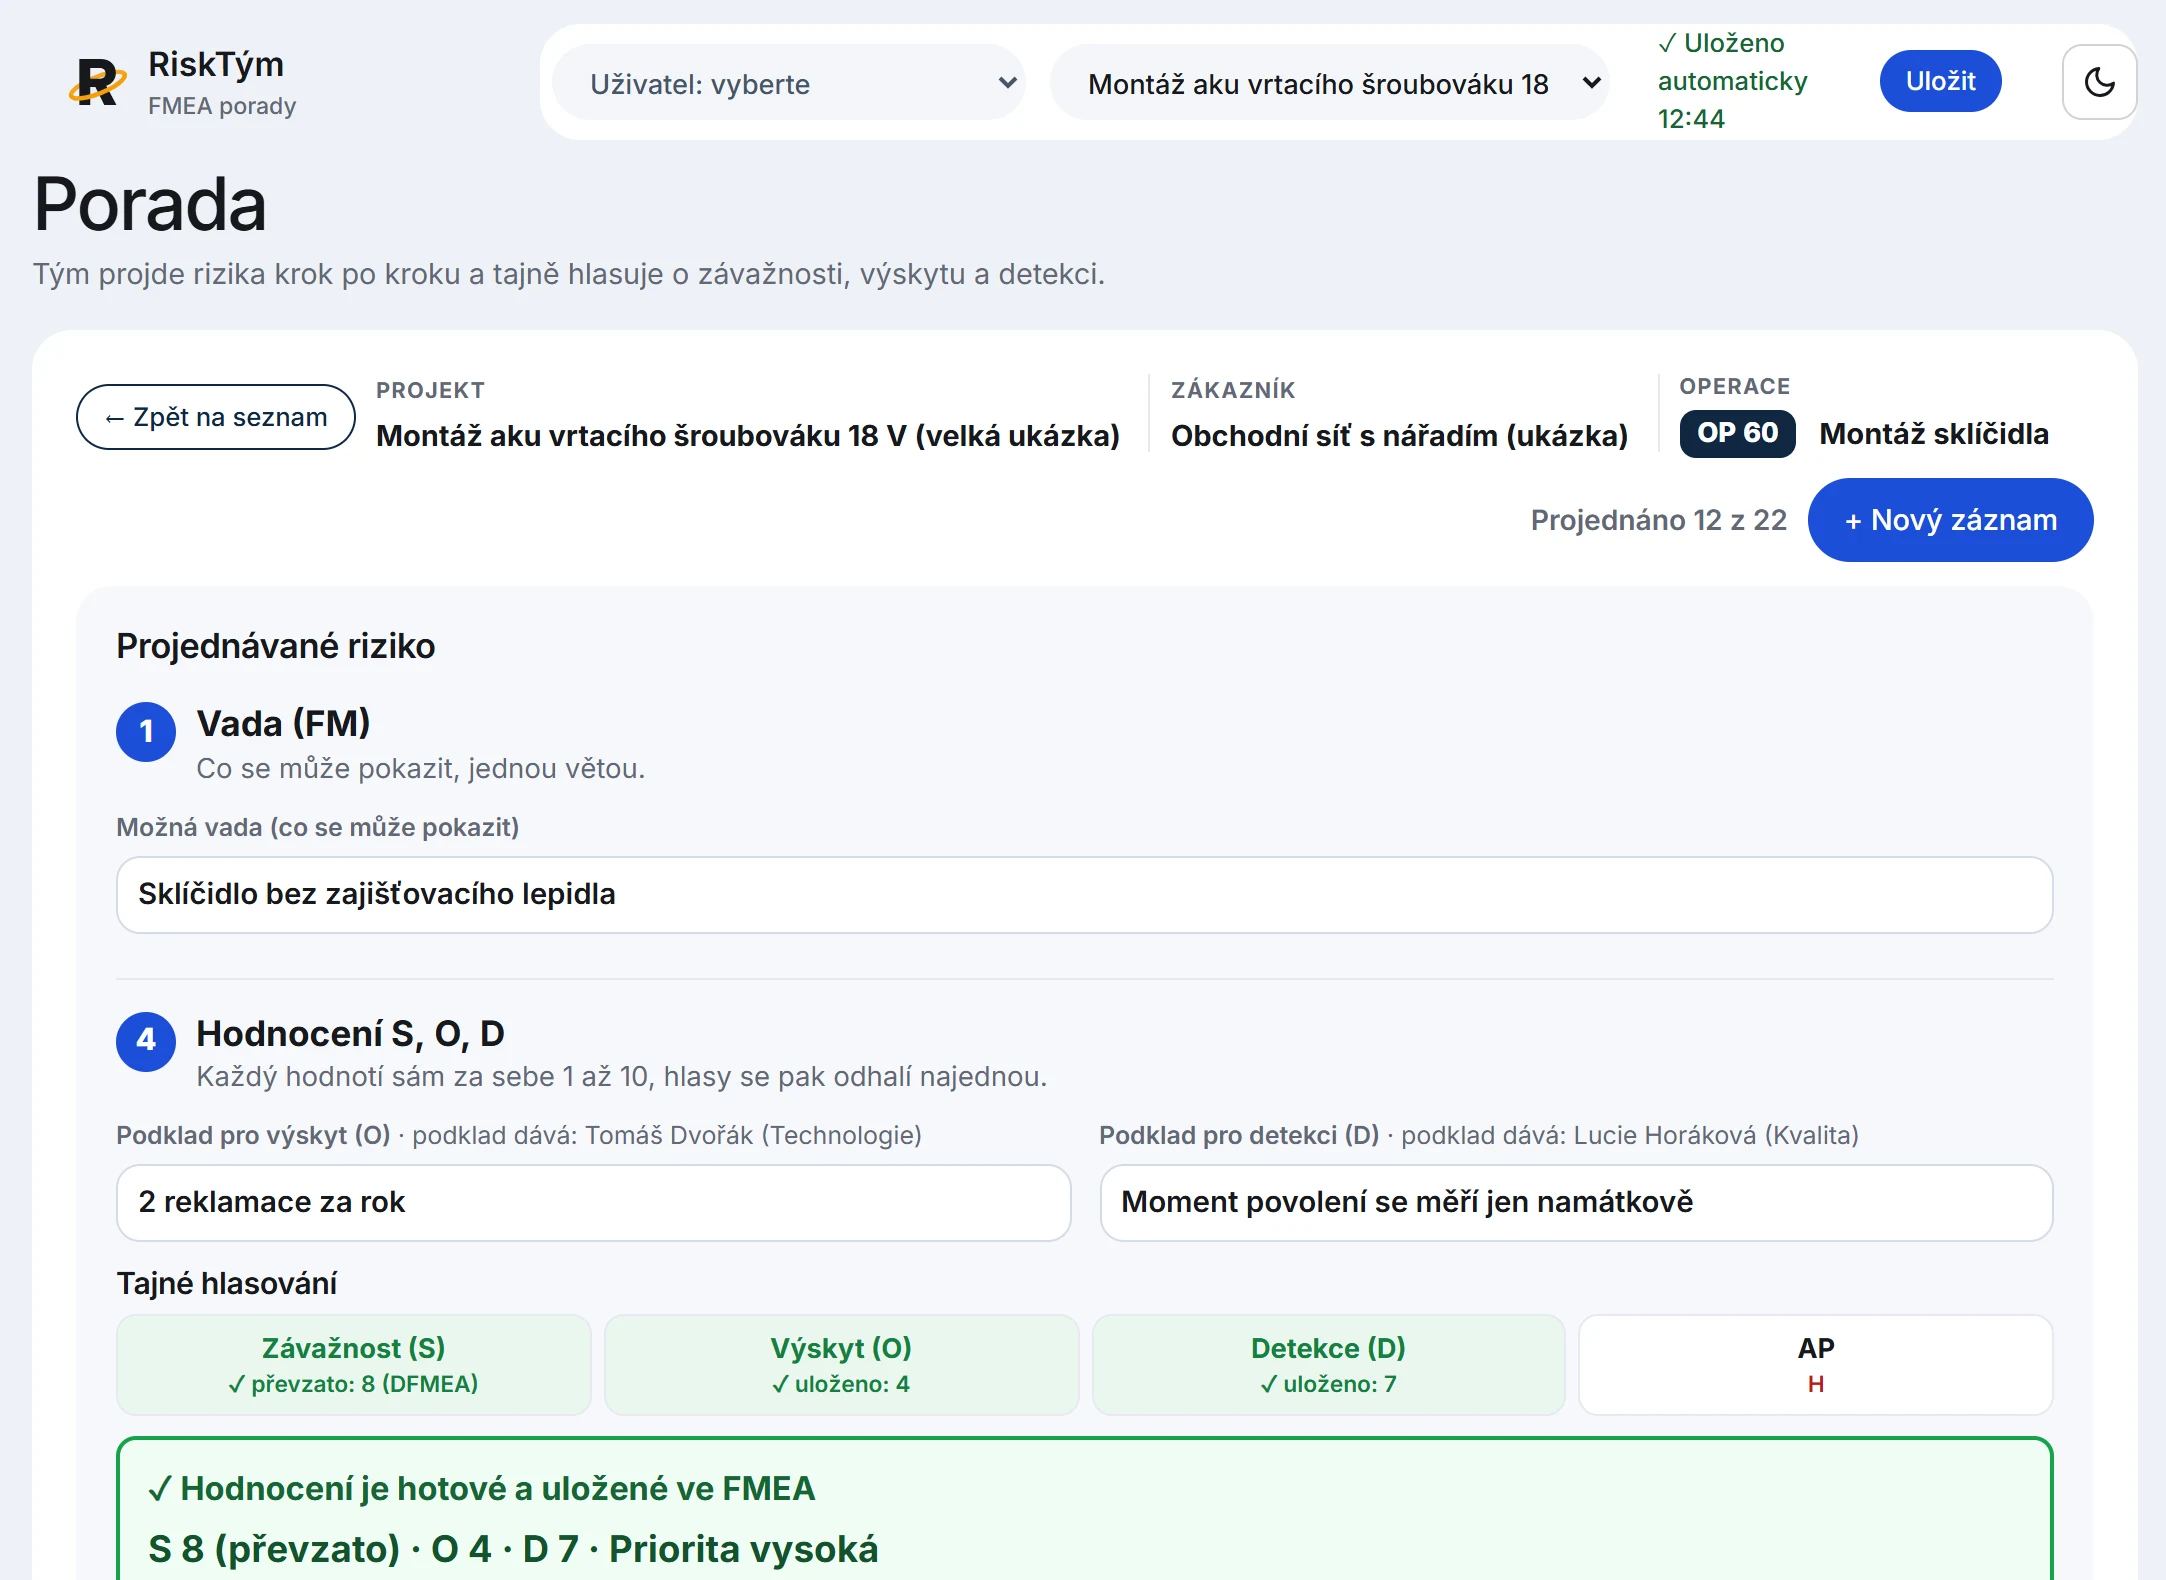 RiskTým
FMEA porady
Uživatel: vyberte
Montáž aku vrtacího šroubováku 18
✓ Uloženo
automaticky
12:44
Uložit
Porada
Tým projde rizika krok po kroku a tajně hlasuje o závažnosti, výskytu a detekci.
← Zpět na seznam
PROJEKT
Montáž aku vrtacího šroubováku 18 V (velká ukázka)
ZÁKAZNÍK
Obchodní síť s nářadím (ukázka)
OPERACE
OP 60 Montáž sklíčidla
Projednáno 12 z 22
+ Nový záznam
Projednávané riziko
1 Vada (FM)
Co se může pokazit, jednou větou.
Možná vada (co se může pokazit)
Sklíčidlo bez zajišťovacího lepidla
4 Hodnocení S, O, D
Každý hodnotí sám za sebe 1 až 10, hlasy se pak odhalí najednou.
Podklad pro výskyt (O) · podklad dává: Tomáš Dvořák (Technologie)
2 reklamace za rok
Podklad pro detekci (D) · podklad dává: Lucie Horáková (Kvalita)
Moment povolení se měří jen namátkově
Tajné hlasování
Závažnost (S)
✓ převzato: 8 (DFMEA)
Výskyt (O)
✓ uloženo: 4
Detekce (D)
✓ uloženo: 7
AP
H
✓ Hodnocení je hotové a uložené ve FMEA
S 8 (převzato) · O 4 · D 7 · Priorita vysoká